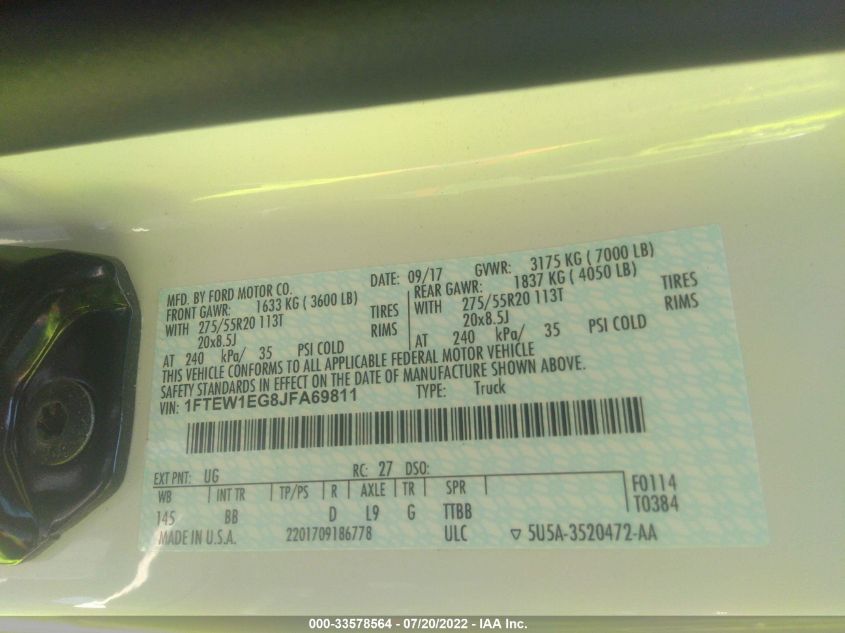 MFD. BY FORD MOTOR CO. DATE: 09/17 GVWR: 3175 KG ( 7000 LB)
FRONT GAWR: 1633 KG ( 3600 LB) REAR GAWR: 1837 KG ( 4050 LB)
WITH 275/55R20 113T TIRES WITH 275/55R20 113T TIRES
20x8.5J RIMS 20x8.5J RIMS
AT 240 kPa/ 35 PSI COLD AT 240 kPa/ 35 PSI COLD
THIS VEHICLE CONFORMS TO ALL APPLICABLE FEDERAL MOTOR VEHICLE
SAFETY STANDARDS IN EFFECT ON THE DATE OF MANUFACTURE SHOWN ABOVE.
VIN: 1FTEW1EG8JFA69811 TYPE: Truck
EXT PNT: UG RC: 27 DSO:
WB INT TR TP/PS R AXLE TR SPR F0114
145 BB D L9 G TTBB T0384
MADE IN U.S.A. 2201709186778 ULC ▽ 5U5A-3520472-AA
000-33578564 - 07/20/2022 - IAA Inc.